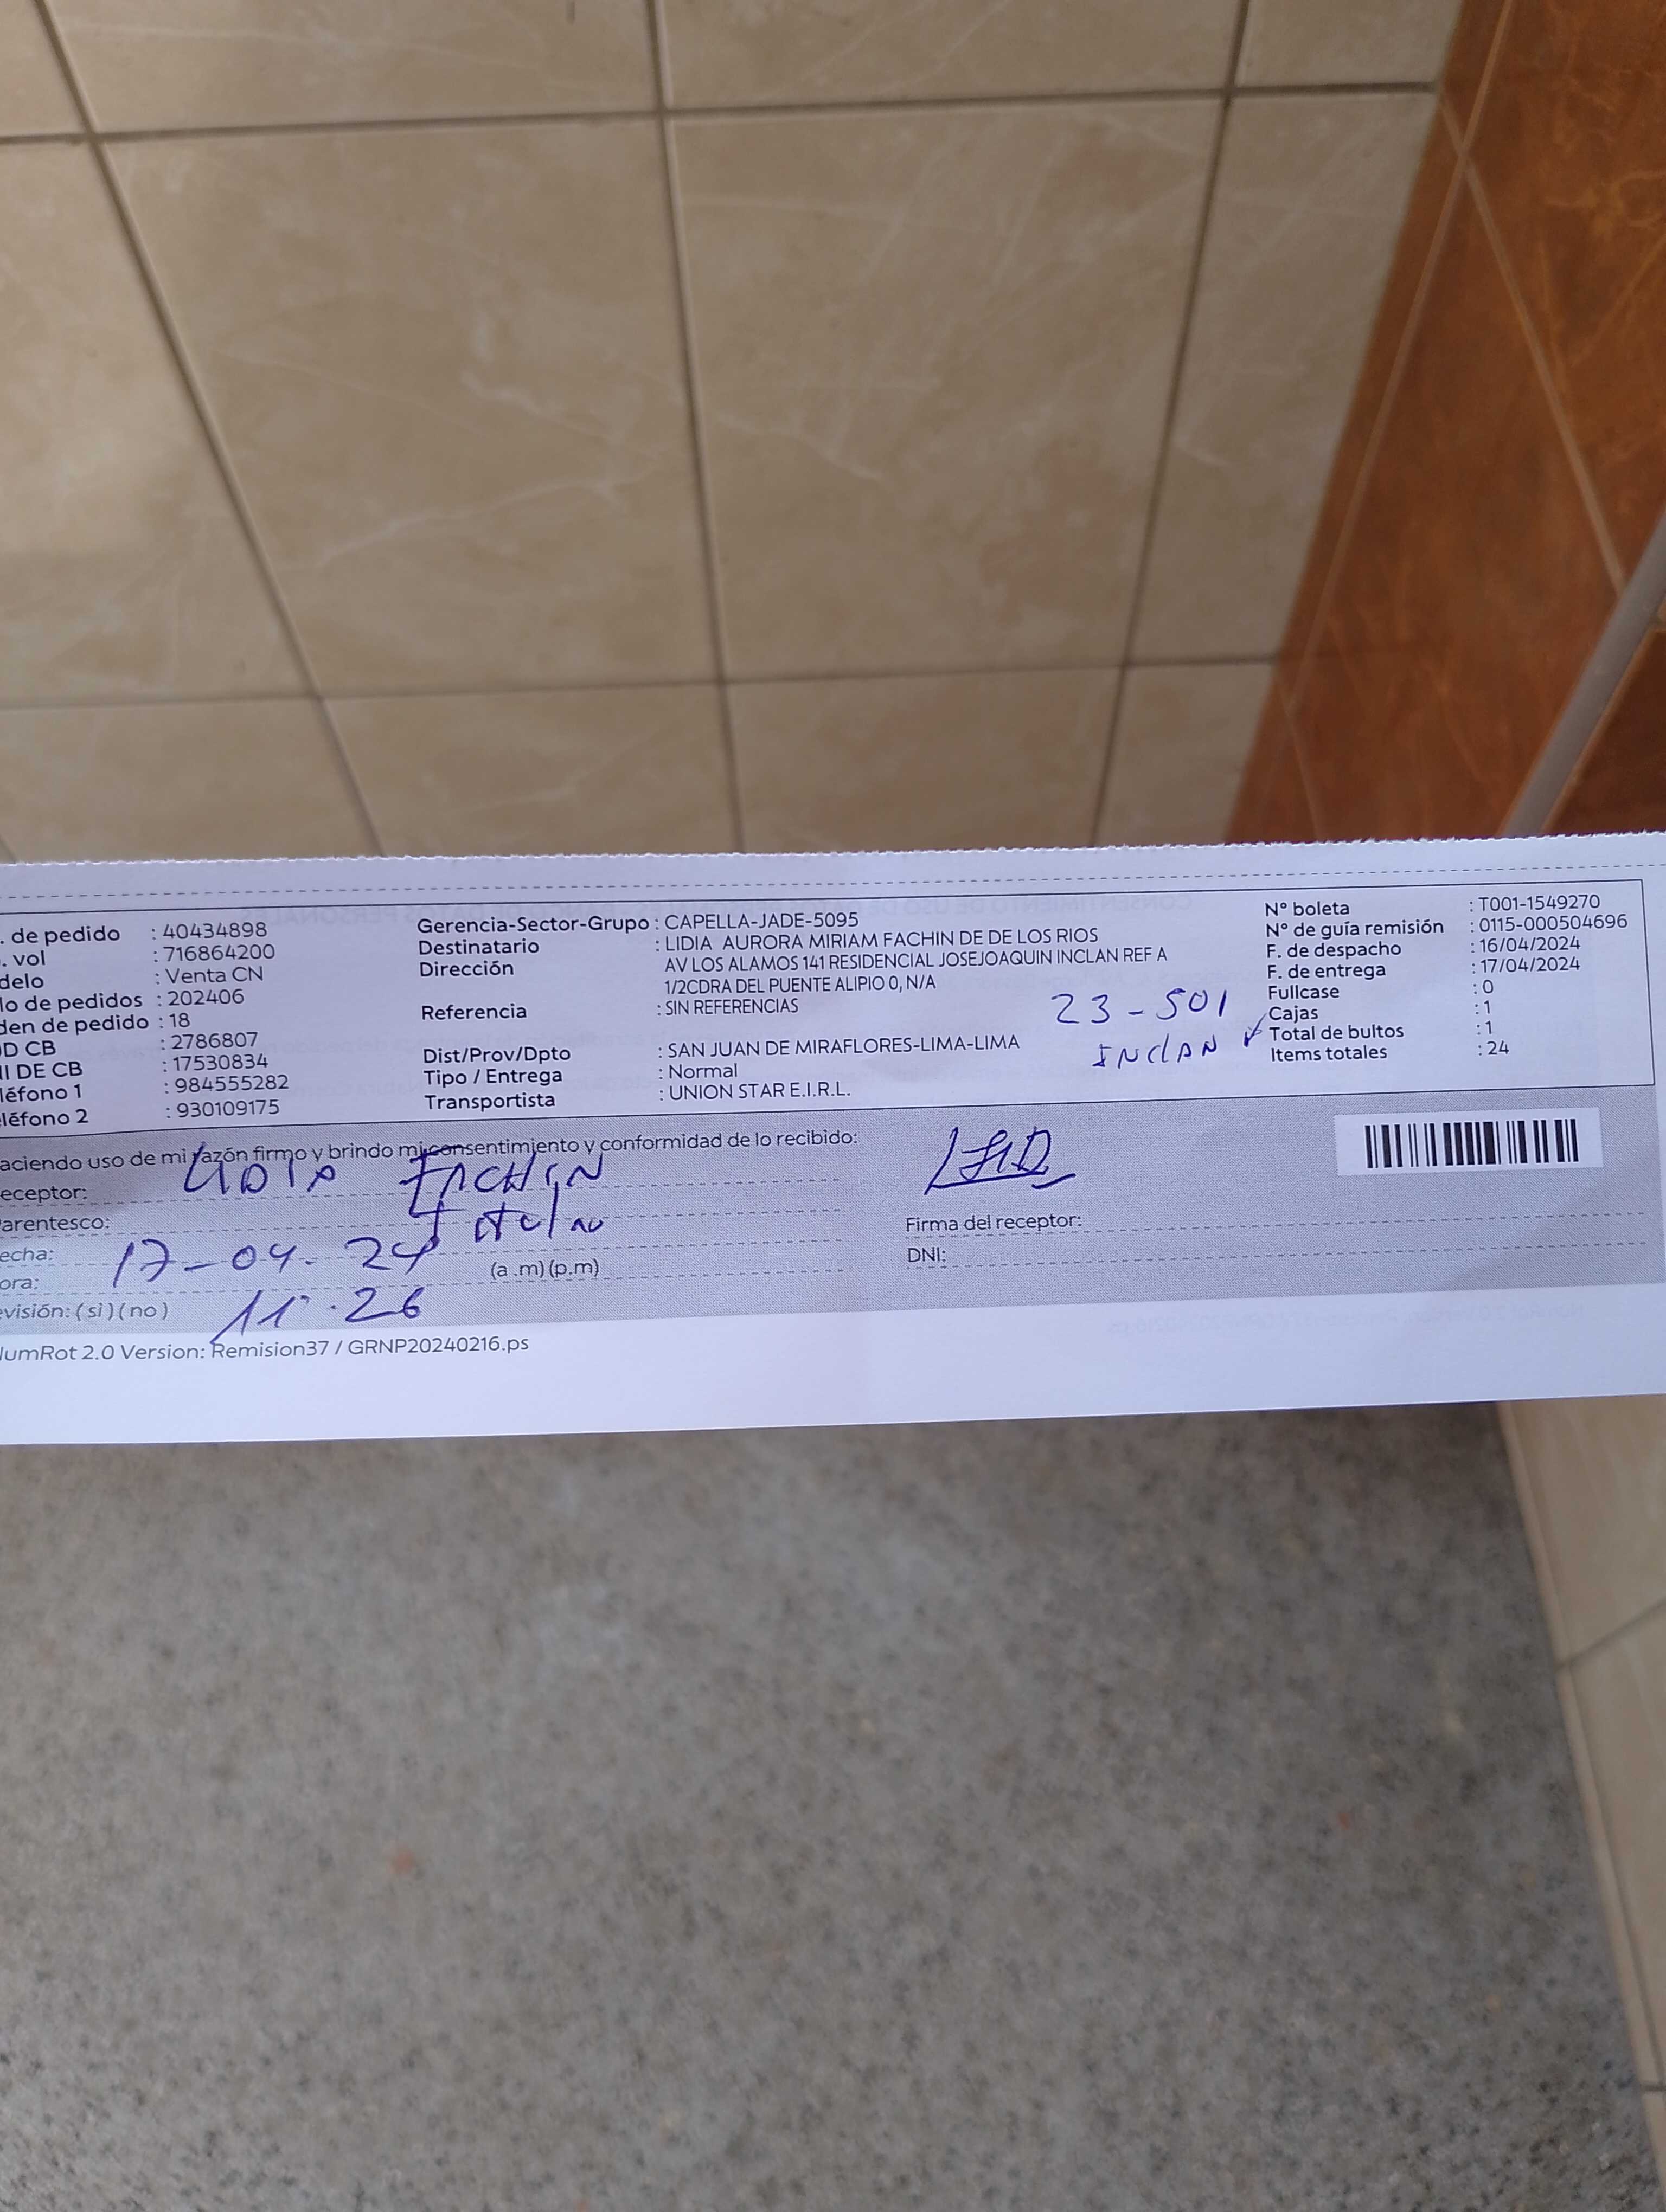 . de pedido : 40434898
. vol : 716864200
delo : Venta CN
lo de pedidos : 202406
den de pedido : 18
D CB : 2786807
I DE CB : 17530834
léfono 1 : 984555282
léfono 2 : 930109175
Gerencia-Sector-Grupo : CAPELLA-JADE-5095
Destinatario : LIDIA AURORA MIRIAM FACHIN DE DE LOS RIOS
Dirección AV LOS ALAMOS 141 RESIDENCIAL JOSEJOAQUIN INCLAN REF A
1/2CDRA DEL PUENTE ALIPIO 0, N/A
Referencia : SIN REFERENCIAS
Dist/Prov/Dpto : SAN JUAN DE MIRAFLORES-LIMA-LIMA
Tipo / Entrega : Normal
Transportista : UNION STAR E.I.R.L.
23-501
INCLAN
N° boleta : T001-1549270
N° de guía remisión : 0115-000504696
F. de despacho : 16/04/2024
F. de entrega : 17/04/2024
Fullcase : 0
Cajas : 1
Total de bultos : 1
Items totales : 24
aciendo uso de mi razón firmo y brindo mi consentimiento y conformidad de lo recibido:
eceptor: LIDIA FACHIN
arentesco:
echa: 17-04-24
ora: (a .m) (p.m)
11.26
evisión: ( sì ) ( no )
Firma del receptor:
DNI:
lumRot 2.0 Version: Remision37 / GRNP20240216.ps